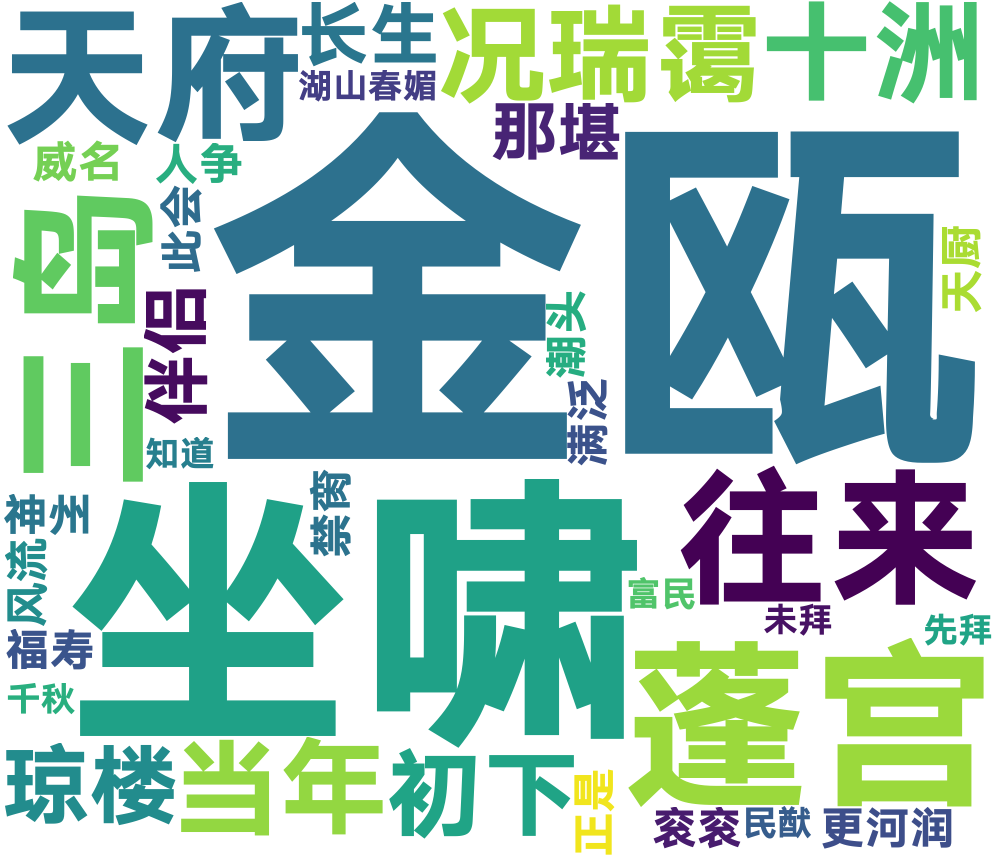 天府
长生
湖山春媚
况瑞霭
十洲
那堪
威名
人争
此会
三岛
金瓯
天厨
潮头
满泛
伴侣
知道
禁脔
神州
风流
坐啸
往来
富民
未拜
先拜
福寿
千秋
蓬宫
琼楼
当年
初下
正是
衮衮
民猷
更河润